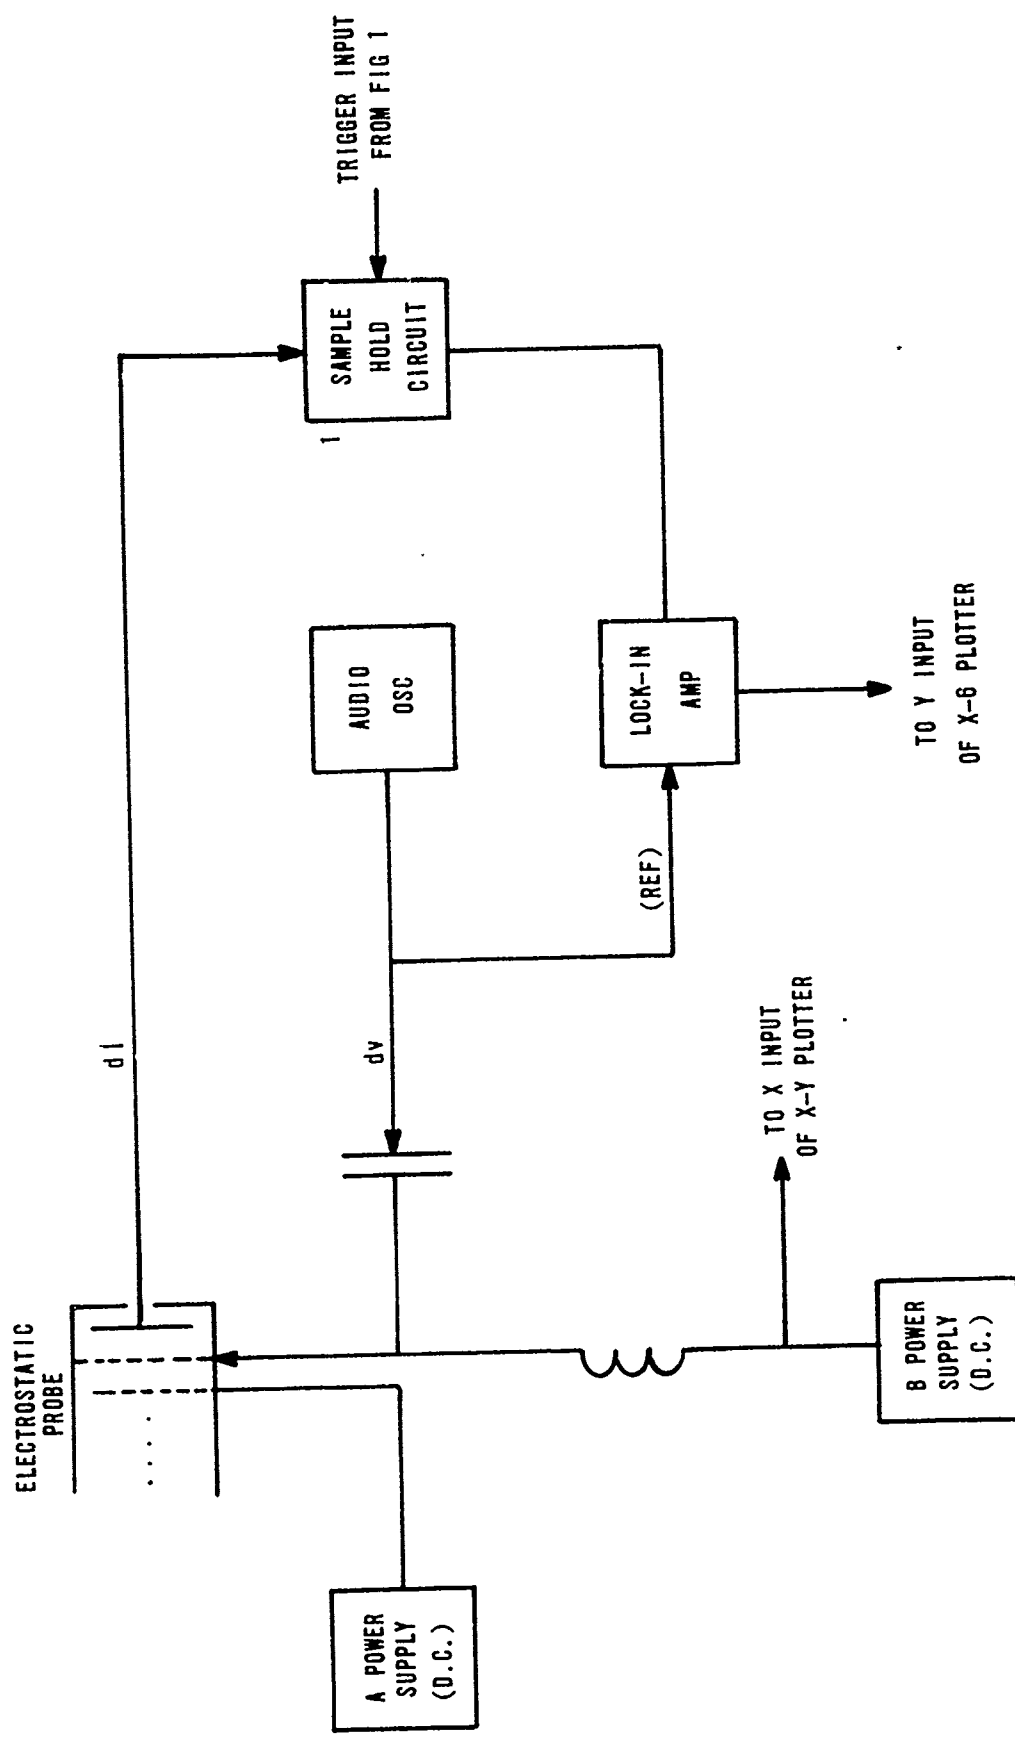 ELECTROSTATIC
PROBE
dI
TRIGGER INPUT
FROM FIG 1
SAMPLE
HOLD
CIRCUIT
1
AUDIO
OSC
dv
(REF)
LOCK-IN
AMP
TO Y INPUT
OF X-6 PLOTTER
TO X INPUT
OF X-Y PLOTTER
A POWER
SUPPLY
(D.C.)
B POWER
SUPPLY
(D.C.)